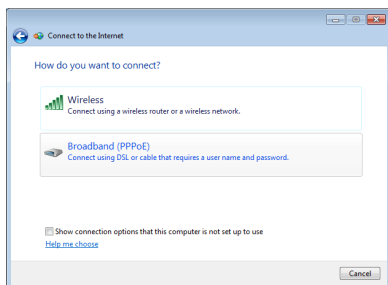 Connect to the Internet
How do you want to connect?
Wireless
Connect using a wireless router or a wireless network.
Broadband (PPPoE)
Connect using DSL or cable that requires a user name and password.
Show connection options that this computer is not set up to use
Help me choose
Cancel